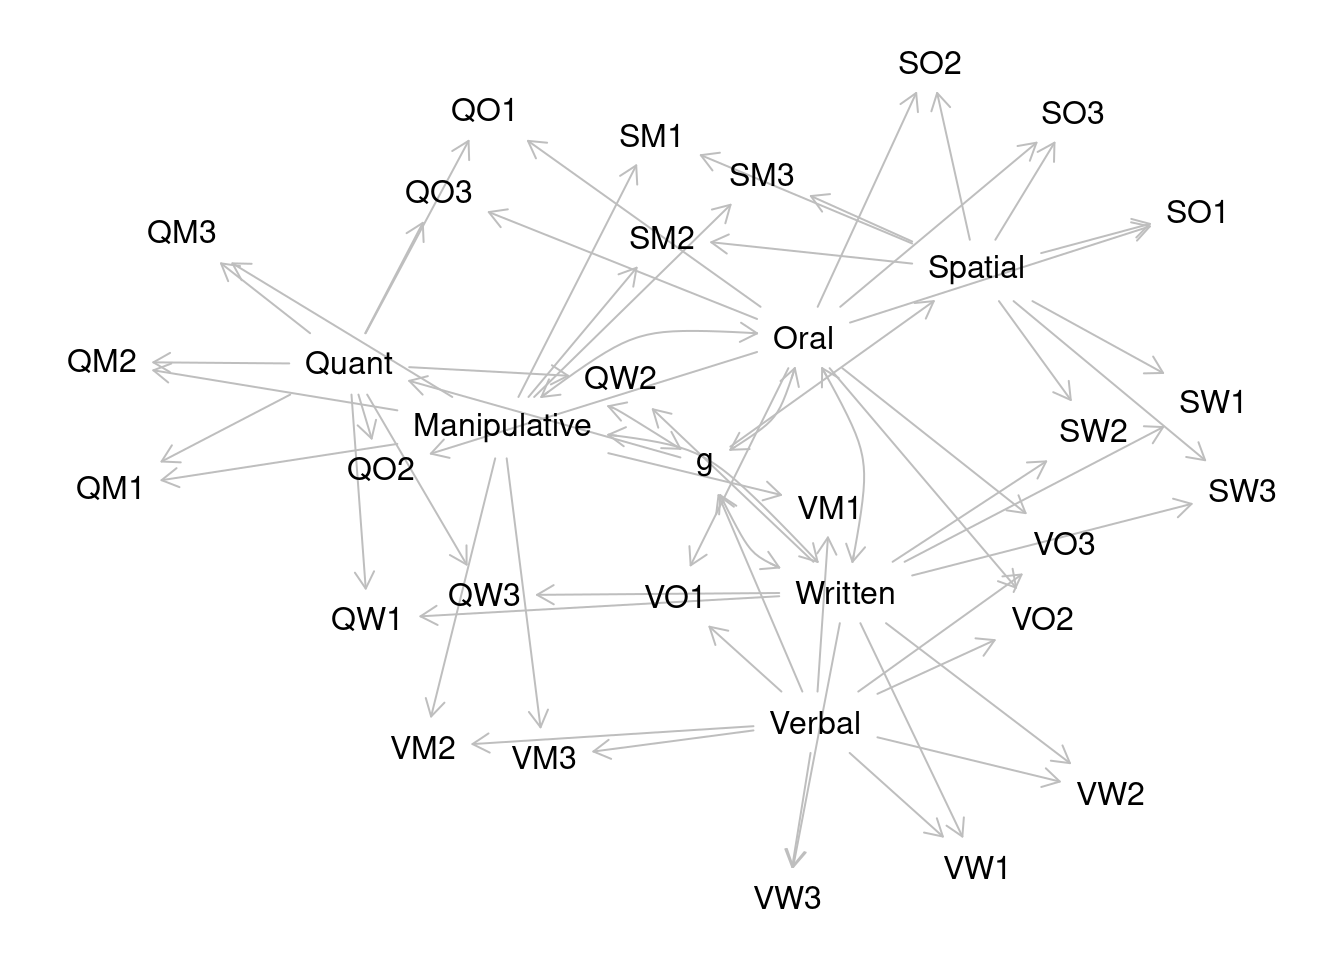 SO2
QO1
SO3
SM1
SM3
QO3
SO1
QM3
SM2
Spatial
Oral
QM2
Quant
QW2
SW1
Manipulative
SW2
g
QO2
QM1
SW3
VM1
VO3
Written
QW3
VO1
QW1
VO2
Verbal
VM2
VM3
VW2
VW1
VW3